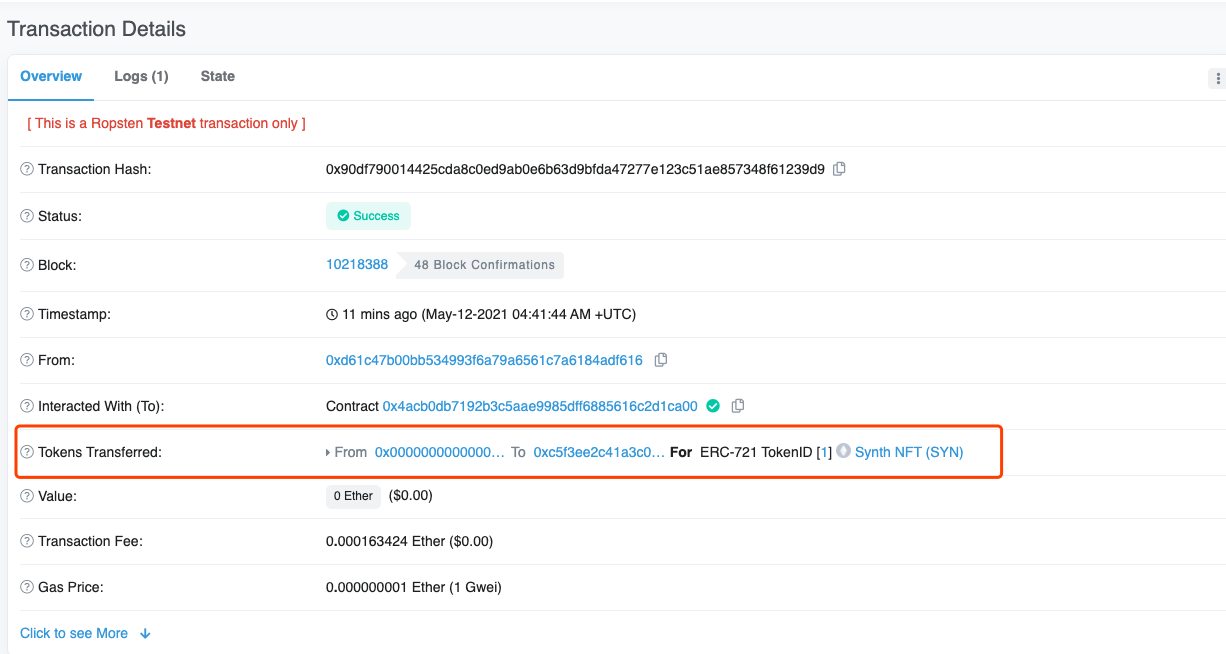 Transaction Details
Overview Logs (1) State
[ This is a Ropsten Testnet transaction only ]
Transaction Hash: 0x90df790014425cda8c0ed9ab0e6b63d9bfda47277e123c51ae857348f61239d9
Status: Success
Block: 10218388 48 Block Confirmations
Timestamp: 11 mins ago (May-12-2021 04:41:44 AM +UTC)
From: 0xd61c47b00bb534993f6a79a6561c7a6184adf616
Interacted With (To): Contract 0x4acb0db7192b3c5aae9985dff6885616c2d1ca00
Tokens Transferred: From 0x0000000000000... To 0xc5f3ee2c41a3c0... For ERC-721 TokenID [1] Synth NFT (SYN)
Value: 0 Ether ($0.00)
Transaction Fee: 0.000163424 Ether ($0.00)
Gas Price: 0.000000001 Ether (1 Gwei)
Click to see More